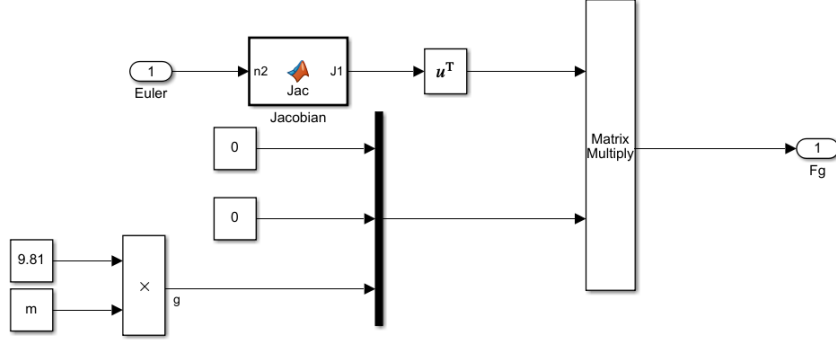 1
Euler
n2
J1
Jac
Jacobian
uᵀ
0
0
9.81
m
×
g
Matrix
Multiply
1
Fg